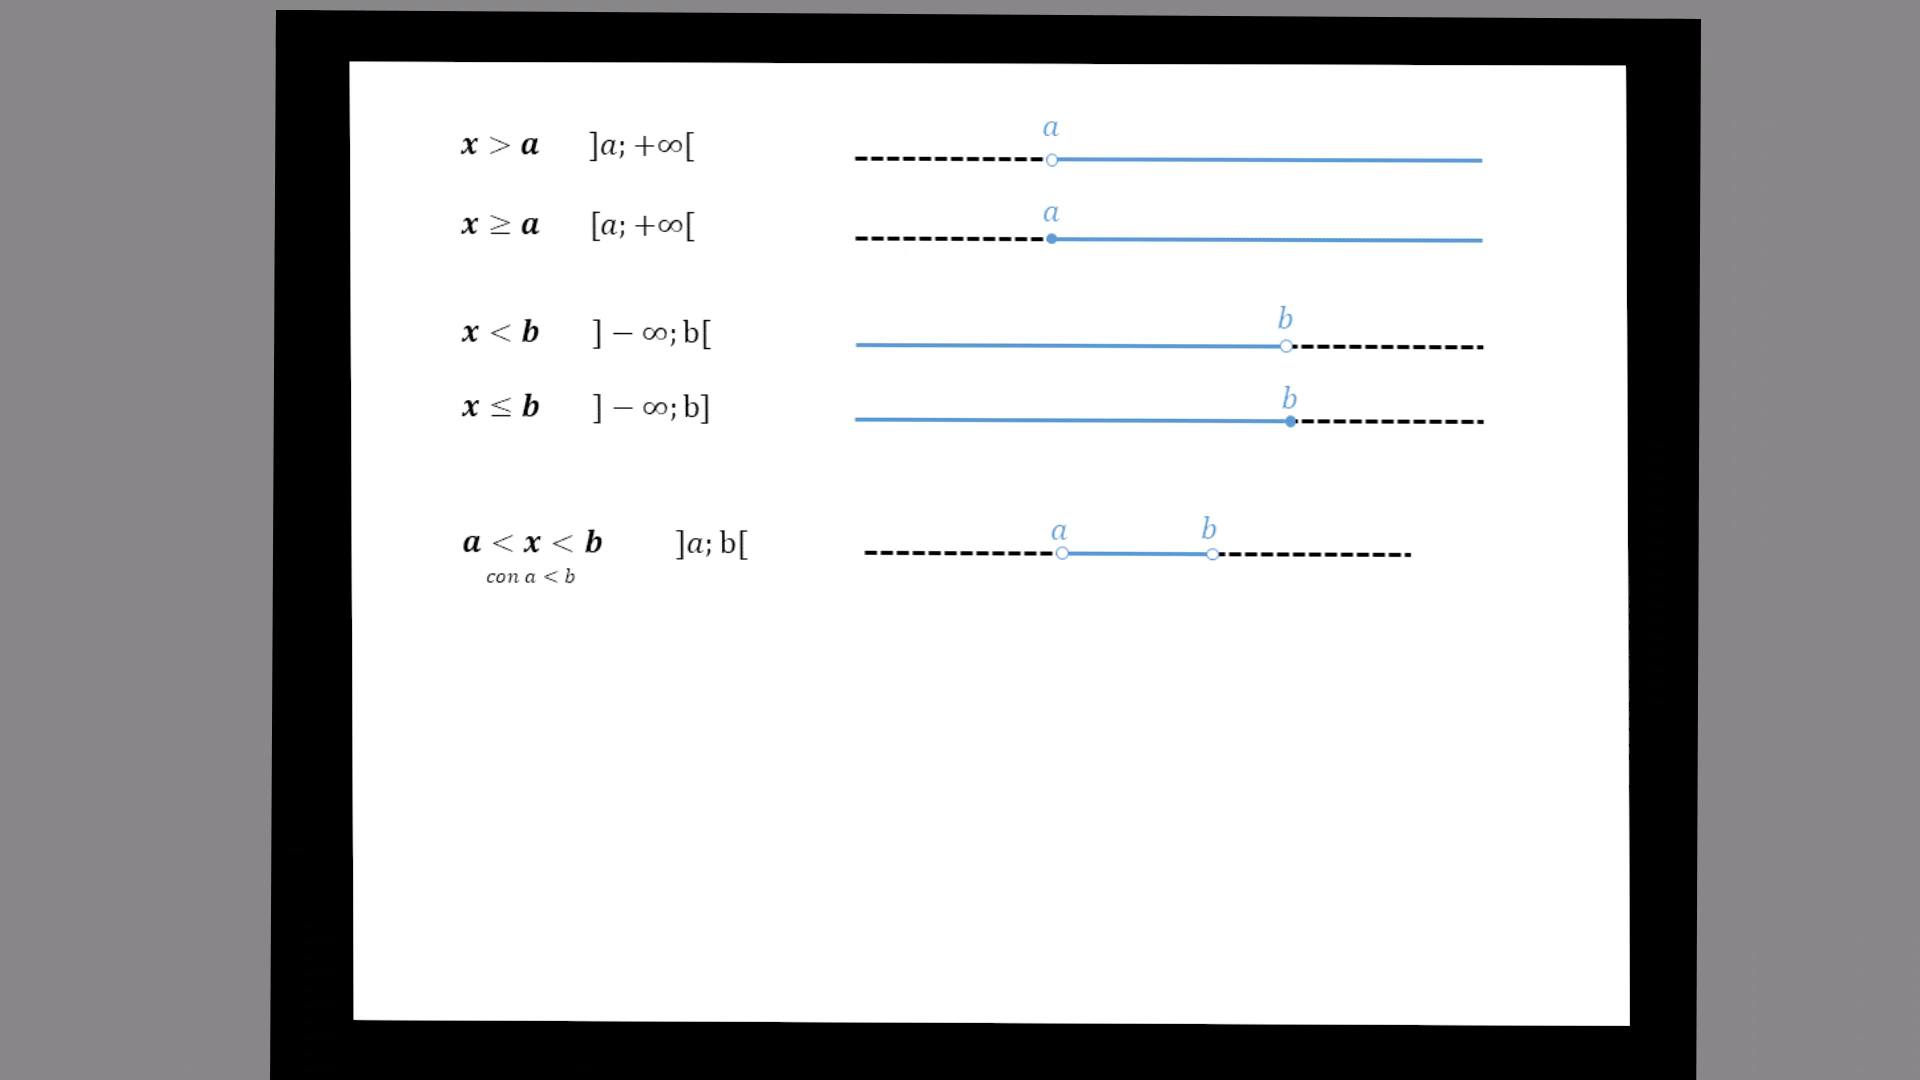 x > a ]a; +∞[ a
x ≥ a [a; +∞[ a
x < b ] − ∞; b[ b
x ≤ b ] − ∞; b] b
a < x < b ]a; b[ a b
con a < b